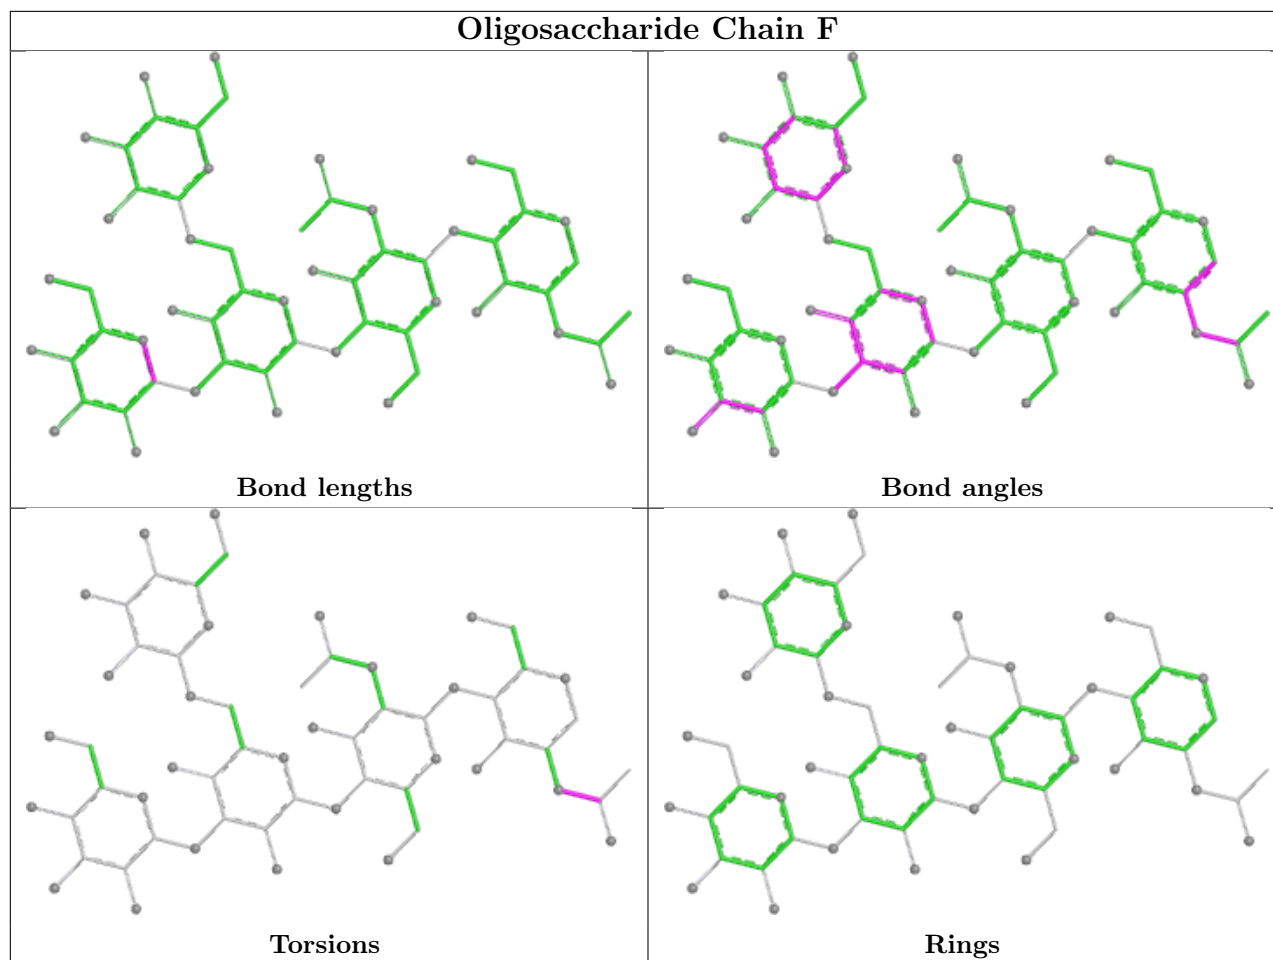 Oligosaccharide Chain F
Bond lengths
Bond angles
Torsions
Rings